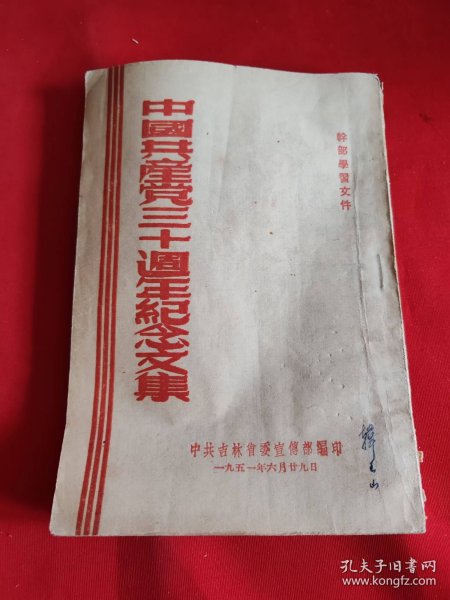 幹部學習文件
中國共產党三十週年紀念文集
中共吉林省委宣傳部編印
一九五一年六月廿九日
孔夫子旧书网
www.kongfz.com